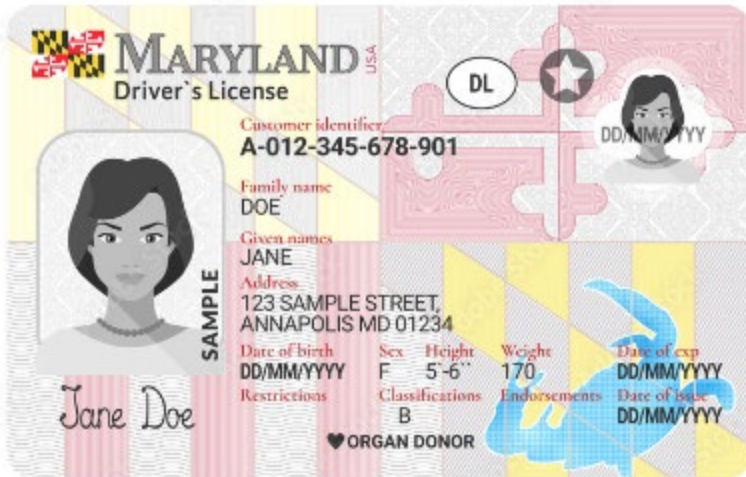 MARYLAND USA
Driver`s License
DL
DD/MM/YYYY
Customer identifier
A-012-345-678-901
Family name
DOE
Given names
JANE
Address
123 SAMPLE STREET,
ANNAPOLIS MD 01234
SAMPLE
Date of birth Sex Height Weight Date of exp
DD/MM/YYYY F 5`-6`` 170 DD/MM/YYYY
Restrictions Classifications Endorsements Date of issue
B DD/MM/YYYY
Jane Doe
ORGAN DONOR